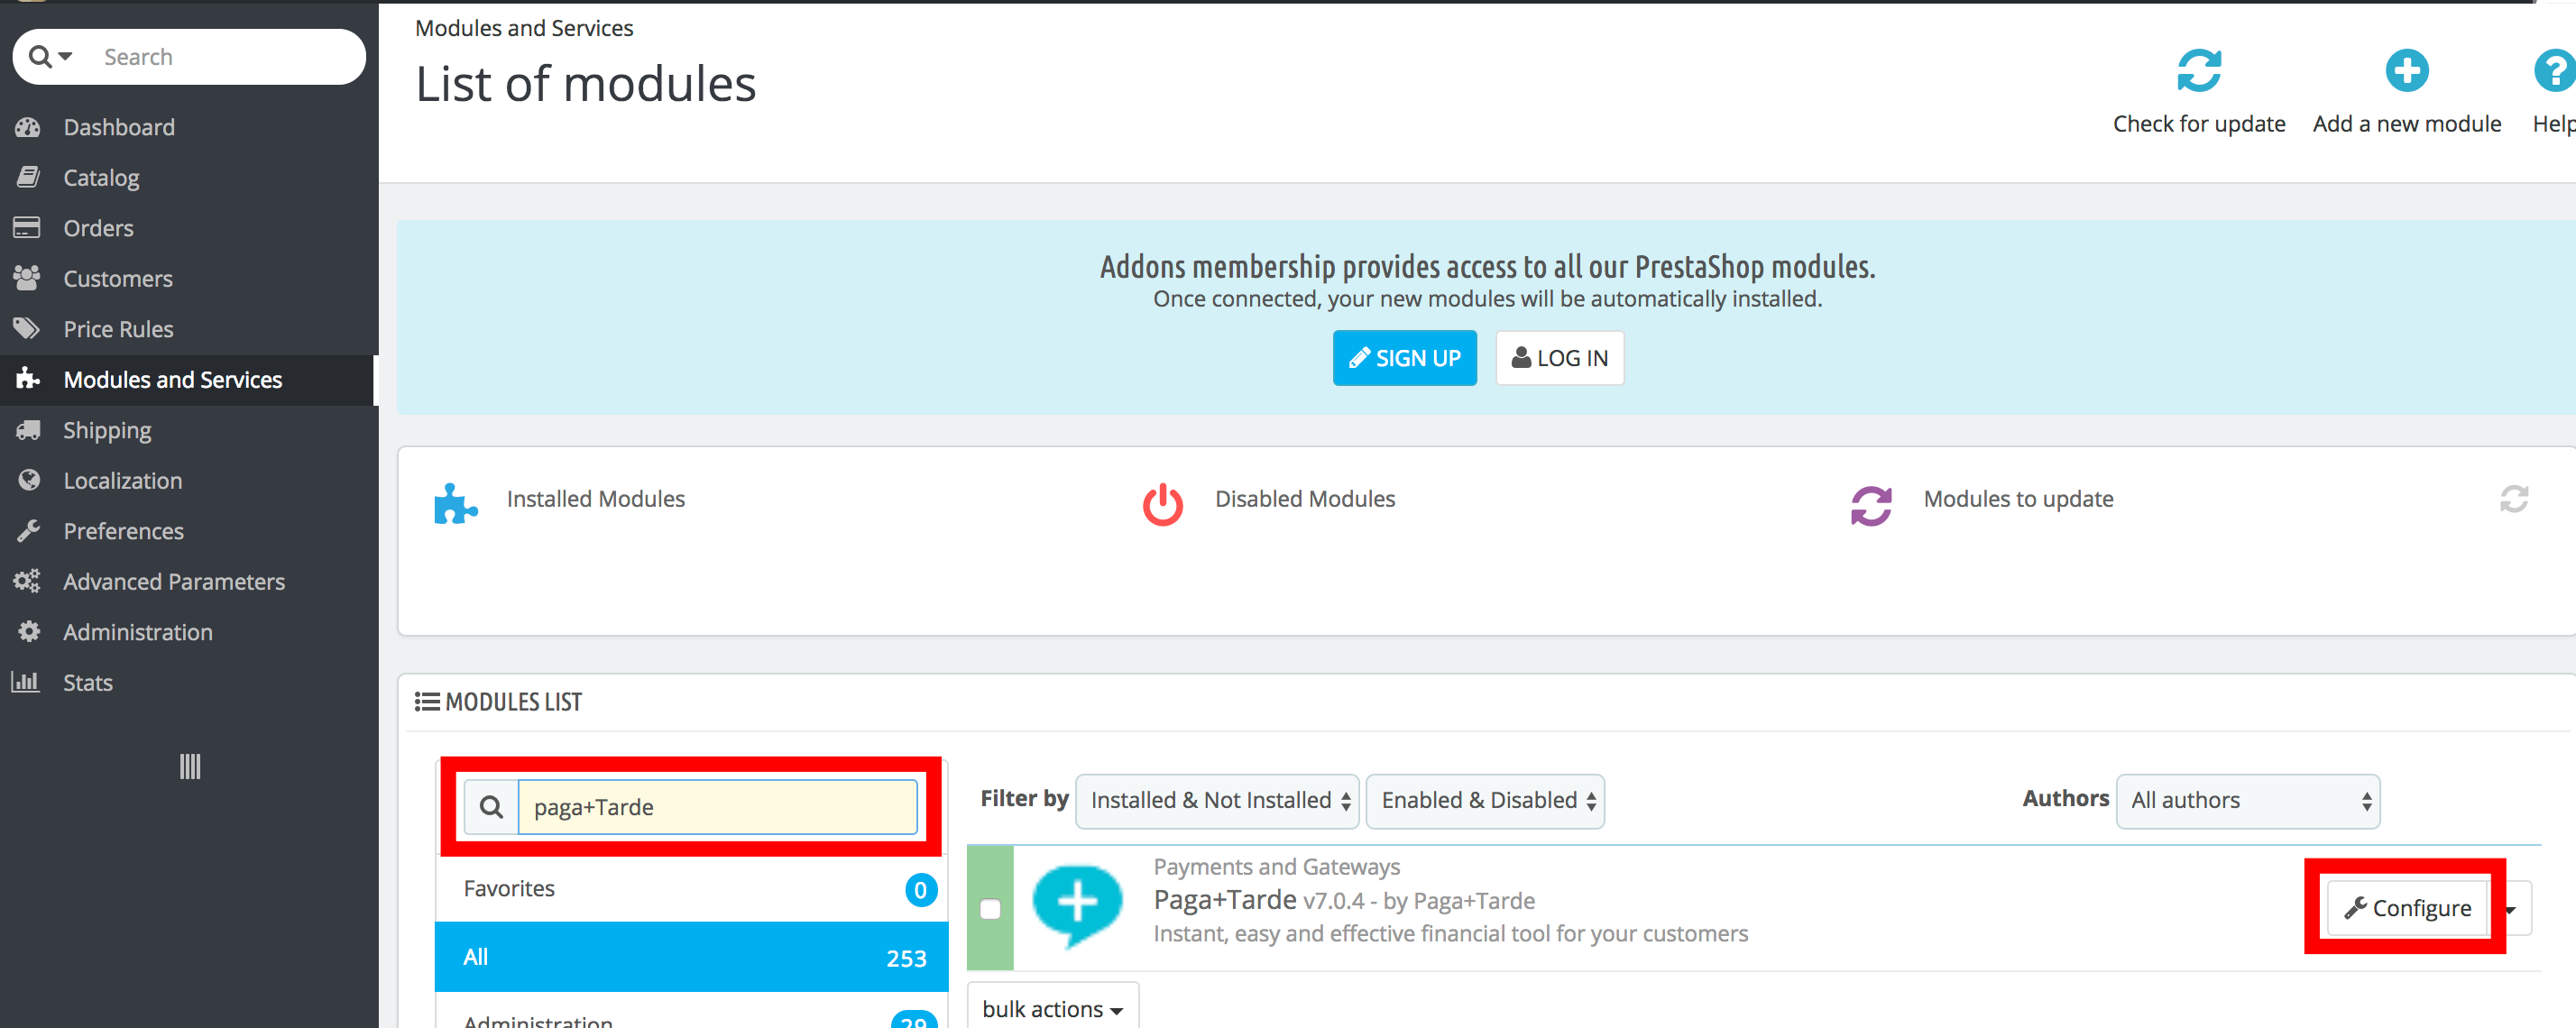 Search
Dashboard
Catalog
Orders
Customers
Price Rules
Modules and Services
Shipping
Localization
Preferences
Advanced Parameters
Administration
Stats
Modules and Services
List of modules
Check for update
Add a new module
Help
Addons membership provides access to all our PrestaShop modules.
Once connected, your new modules will be automatically installed.
SIGN UP
LOG IN
Installed Modules
Disabled Modules
Modules to update
MODULES LIST
paga+Tarde
Favorites 0
All 253
Administration 29
Filter by Installed & Not Installed Enabled & Disabled
Authors All authors
Payments and Gateways
Paga+Tarde v7.0.4 - by Paga+Tarde
Instant, easy and effective financial tool for your customers
Configure
bulk actions